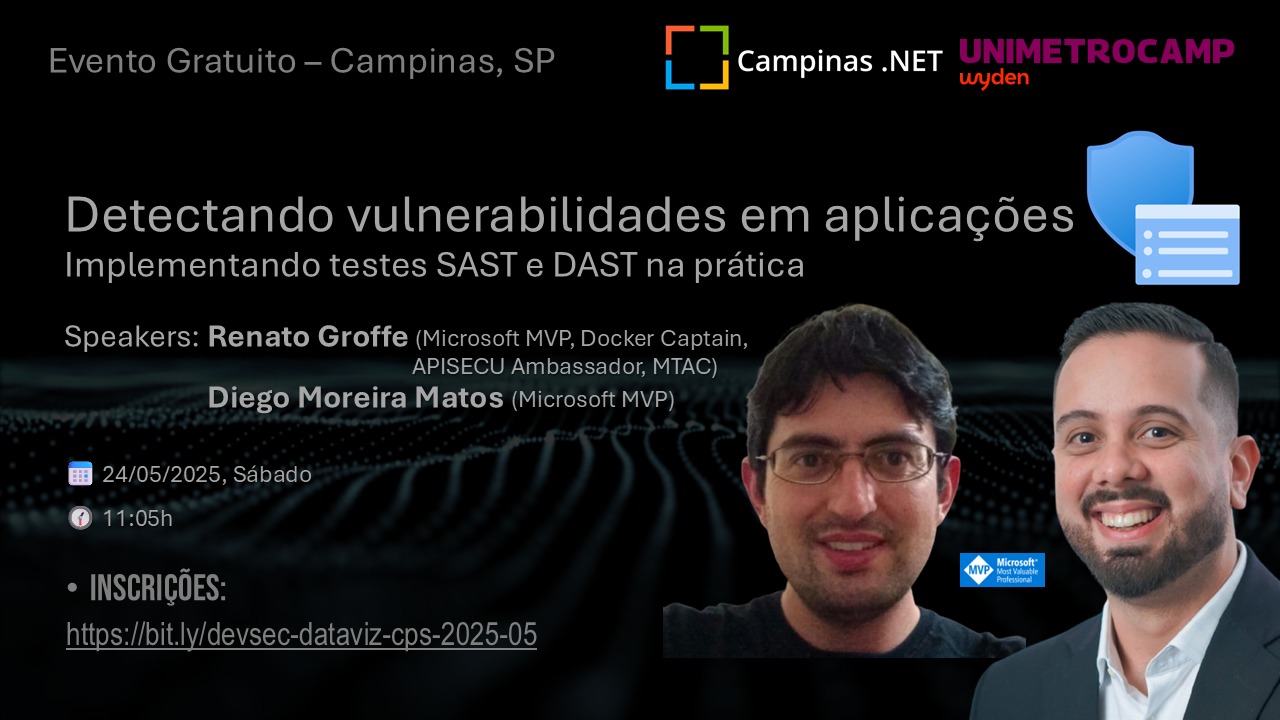 Evento Gratuito – Campinas, SP
Campinas .NET
UNIMETROCAMP
wyden
Detectando vulnerabilidades em aplicações
Implementando testes SAST e DAST na prática
Speakers: Renato Groffe (Microsoft MVP, Docker Captain,
APISECU Ambassador, MTAC)
Diego Moreira Matos (Microsoft MVP)
24/05/2025, Sábado
11:05h
MVP
Microsoft®
Most Valuable
Professional
• INSCRIÇÕES:
https://bit.ly/devsec-dataviz-cps-2025-05